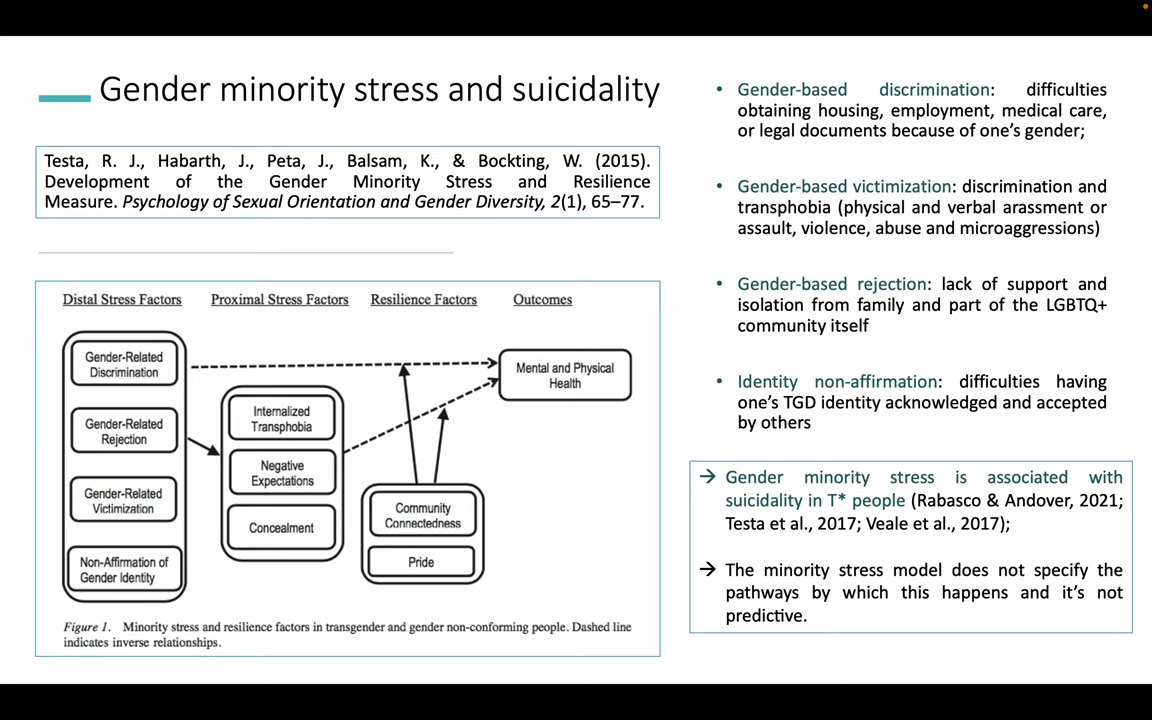 Gender minority stress and suicidality
Testa, R. J., Habarth, J., Peta, J., Balsam, K., & Bockting, W. (2015).
Development of the Gender Minority Stress and Resilience
Measure. Psychology of Sexual Orientation and Gender Diversity, 2(1), 65–77.
Distal Stress Factors
Proximal Stress Factors
Resilience Factors
Outcomes
Gender-Related
Discrimination
Gender-Related
Rejection
Gender-Related
Victimization
Non-Affirmation of
Gender Identity
Internalized
Transphobia
Negative
Expectations
Concealment
Community
Connectedness
Pride
Mental and Physical
Health
Figure 1. Minority stress and resilience factors in transgender and gender non-conforming people. Dashed line
indicates inverse relationships.
• Gender-based discrimination: difficulties
obtaining housing, employment, medical care,
or legal documents because of one’s gender;
• Gender-based victimization: discrimination and
transphobia (physical and verbal arassment or
assault, violence, abuse and microaggressions)
• Gender-based rejection: lack of support and
isolation from family and part of the LGBTQ+
community itself
• Identity non-affirmation: difficulties having
one’s TGD identity acknowledged and accepted
by others
→ Gender minority stress is associated with
suicidality in T* people (Rabasco & Andover, 2021;
Testa et al., 2017; Veale et al., 2017);
→ The minority stress model does not specify the
pathways by which this happens and it’s not
predictive.